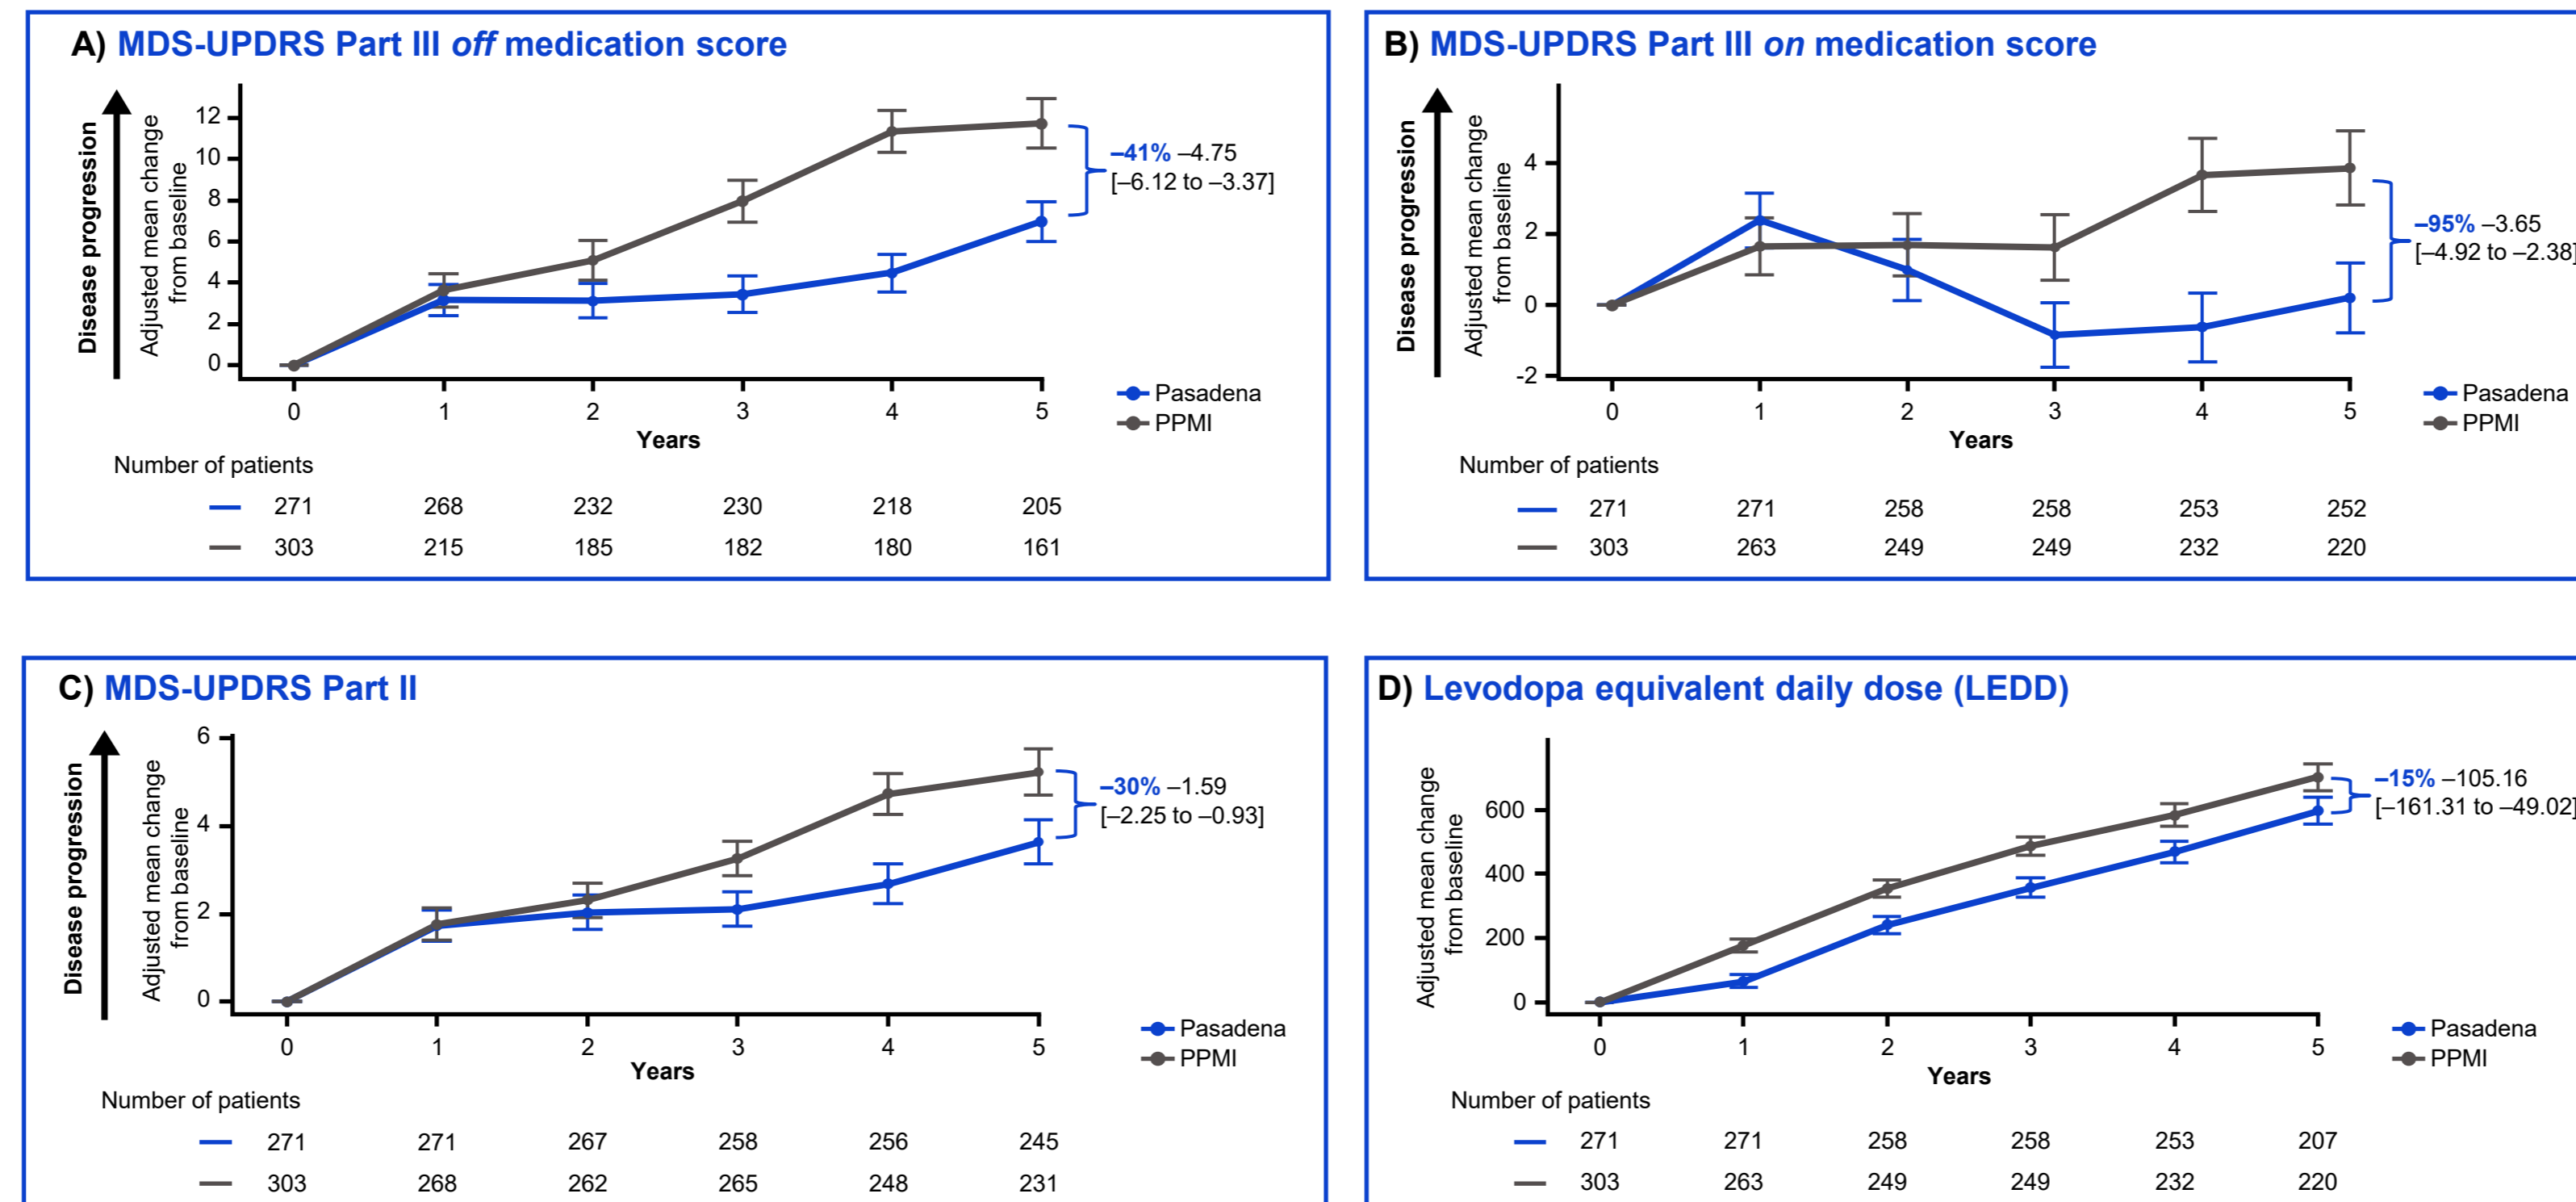 A) MDS-UPDRS Part III off medication score
Disease progression
Adjusted mean change
from baseline
12
10
8
6
4
2
0
–41% –4.75
[–6.12 to –3.37]
0 1 2 3 4 5
Years
Pasadena
PPMI
Number of patients
271 268 232 230 218 205
303 215 185 182 180 161
B) MDS-UPDRS Part III on medication score
Disease progression
Adjusted mean change
from baseline
4
2
0
-2
–95% –3.65
[–4.92 to –2.38]
0 1 2 3 4 5
Years
Pasadena
PPMI
Number of patients
271 271 258 258 253 252
303 263 249 249 232 220
C) MDS-UPDRS Part II
Disease progression
Adjusted mean change
from baseline
6
4
2
0
–30% –1.59
[–2.25 to –0.93]
0 1 2 3 4 5
Years
Pasadena
PPMI
Number of patients
271 271 267 258 256 245
303 268 262 265 248 231
D) Levodopa equivalent daily dose (LEDD)
Adjusted mean change
from baseline
600
400
200
0
–15% –105.16
[–161.31 to –49.02]
0 1 2 3 4 5
Years
Pasadena
PPMI
Number of patients
271 271 258 258 253 207
303 263 249 249 232 220